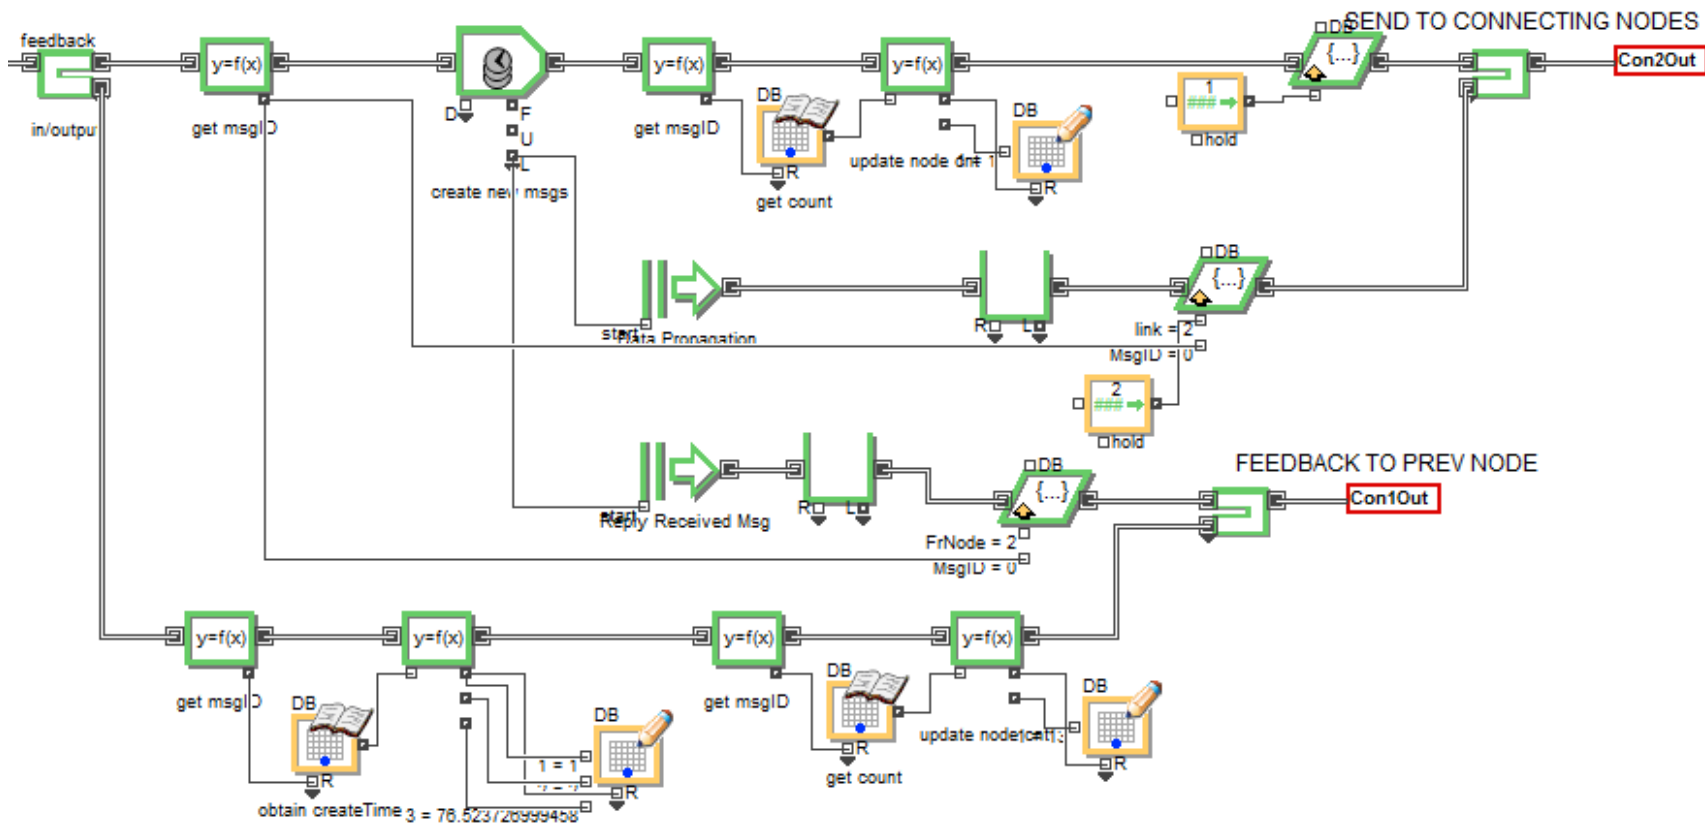 SEND TO CONNECTING NODES
feedback
DB
{...}
y=f(x)
y=f(x)
y=f(x)
Con2Out
1
###
hold
in/outpu
get msgID
D
F
U
L
create new msgs
get msgID
DB
R
get count
update node
DB
R
DB
{...}
start
Data Propagation
R
L
link = 2
MsgID = 0
2
###
hold
FEEDBACK TO PREV NODE
DB
{...}
Con1Out
start
Reply Received Msg
R
L
FrNode = 2
MsgID = 0
y=f(x)
y=f(x)
y=f(x)
y=f(x)
get msgID
DB
R
obtain createTime
DB
1 = 1
R
3 = 76.523726999458
get msgID
DB
R
get count
update node
DB
R